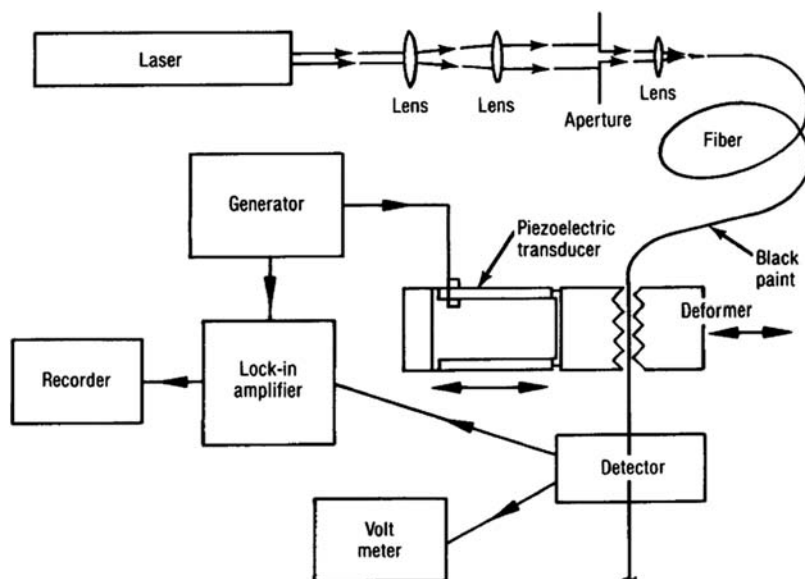 Laser
Lens
Lens
Aperture
Lens
Fiber
Generator
Piezoelectric
transducer
Black
paint
Deformer
Recorder
Lock-in
amplifier
Detector
Volt
meter